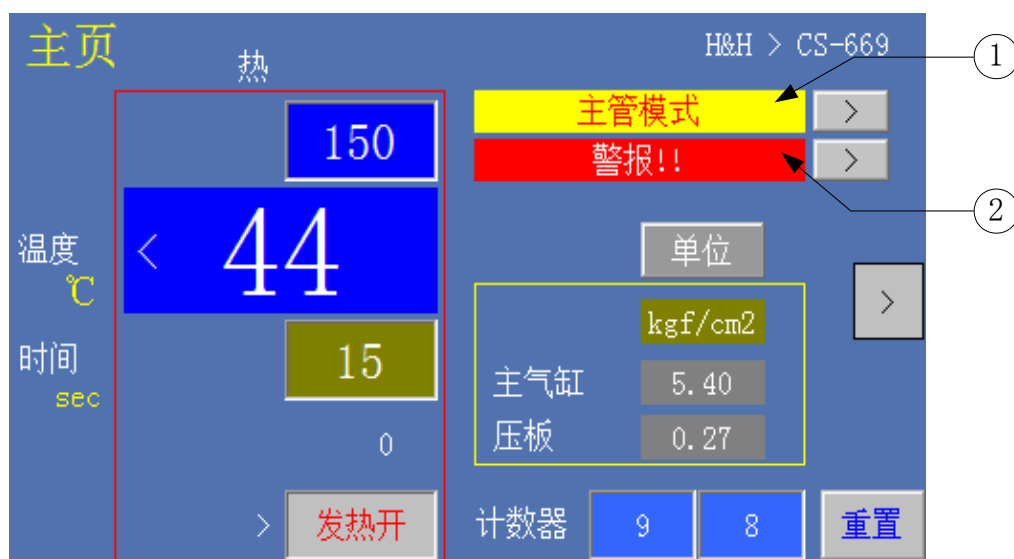 主页
热
H&H > CS-669
①
主管模式 >
150
警报!! >
②
温度
℃
< 44
单位
>
kgf/cm2
时间
sec
15
主气缸 5.40
0
压板 0.27
> 发热开
计数器 9 8 重置